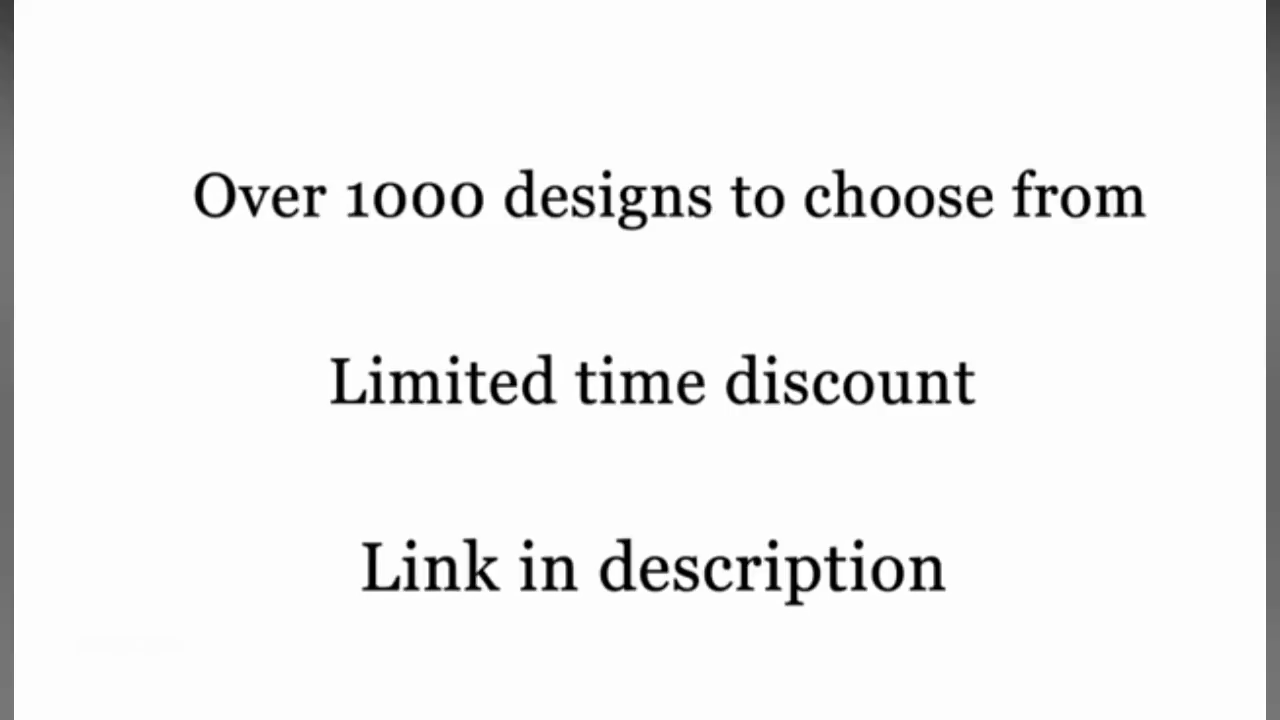 Over 1000 designs to choose from
Limited time discount
Link in description